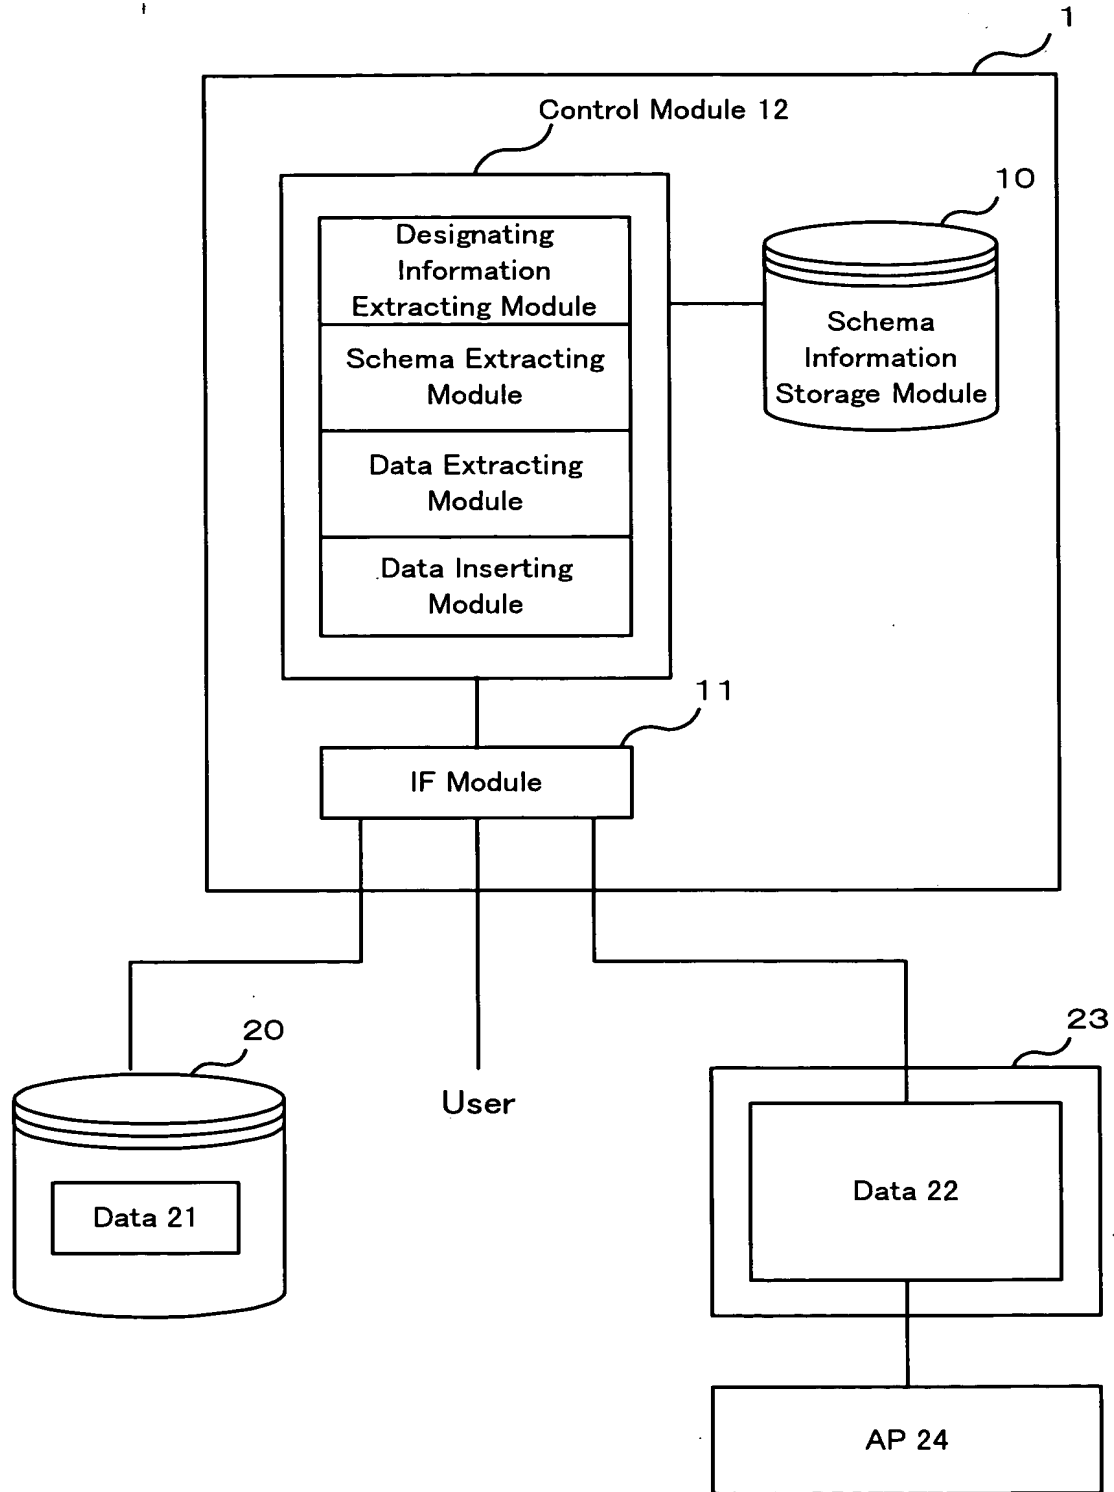 1
Control Module 12
10
Designating
Information
Extracting Module
Schema Extracting
Module
Data Extracting
Module
Data Inserting
Module
Schema
Information
Storage Module
11
IF Module
20
User
23
Data 21
Data 22
AP 24